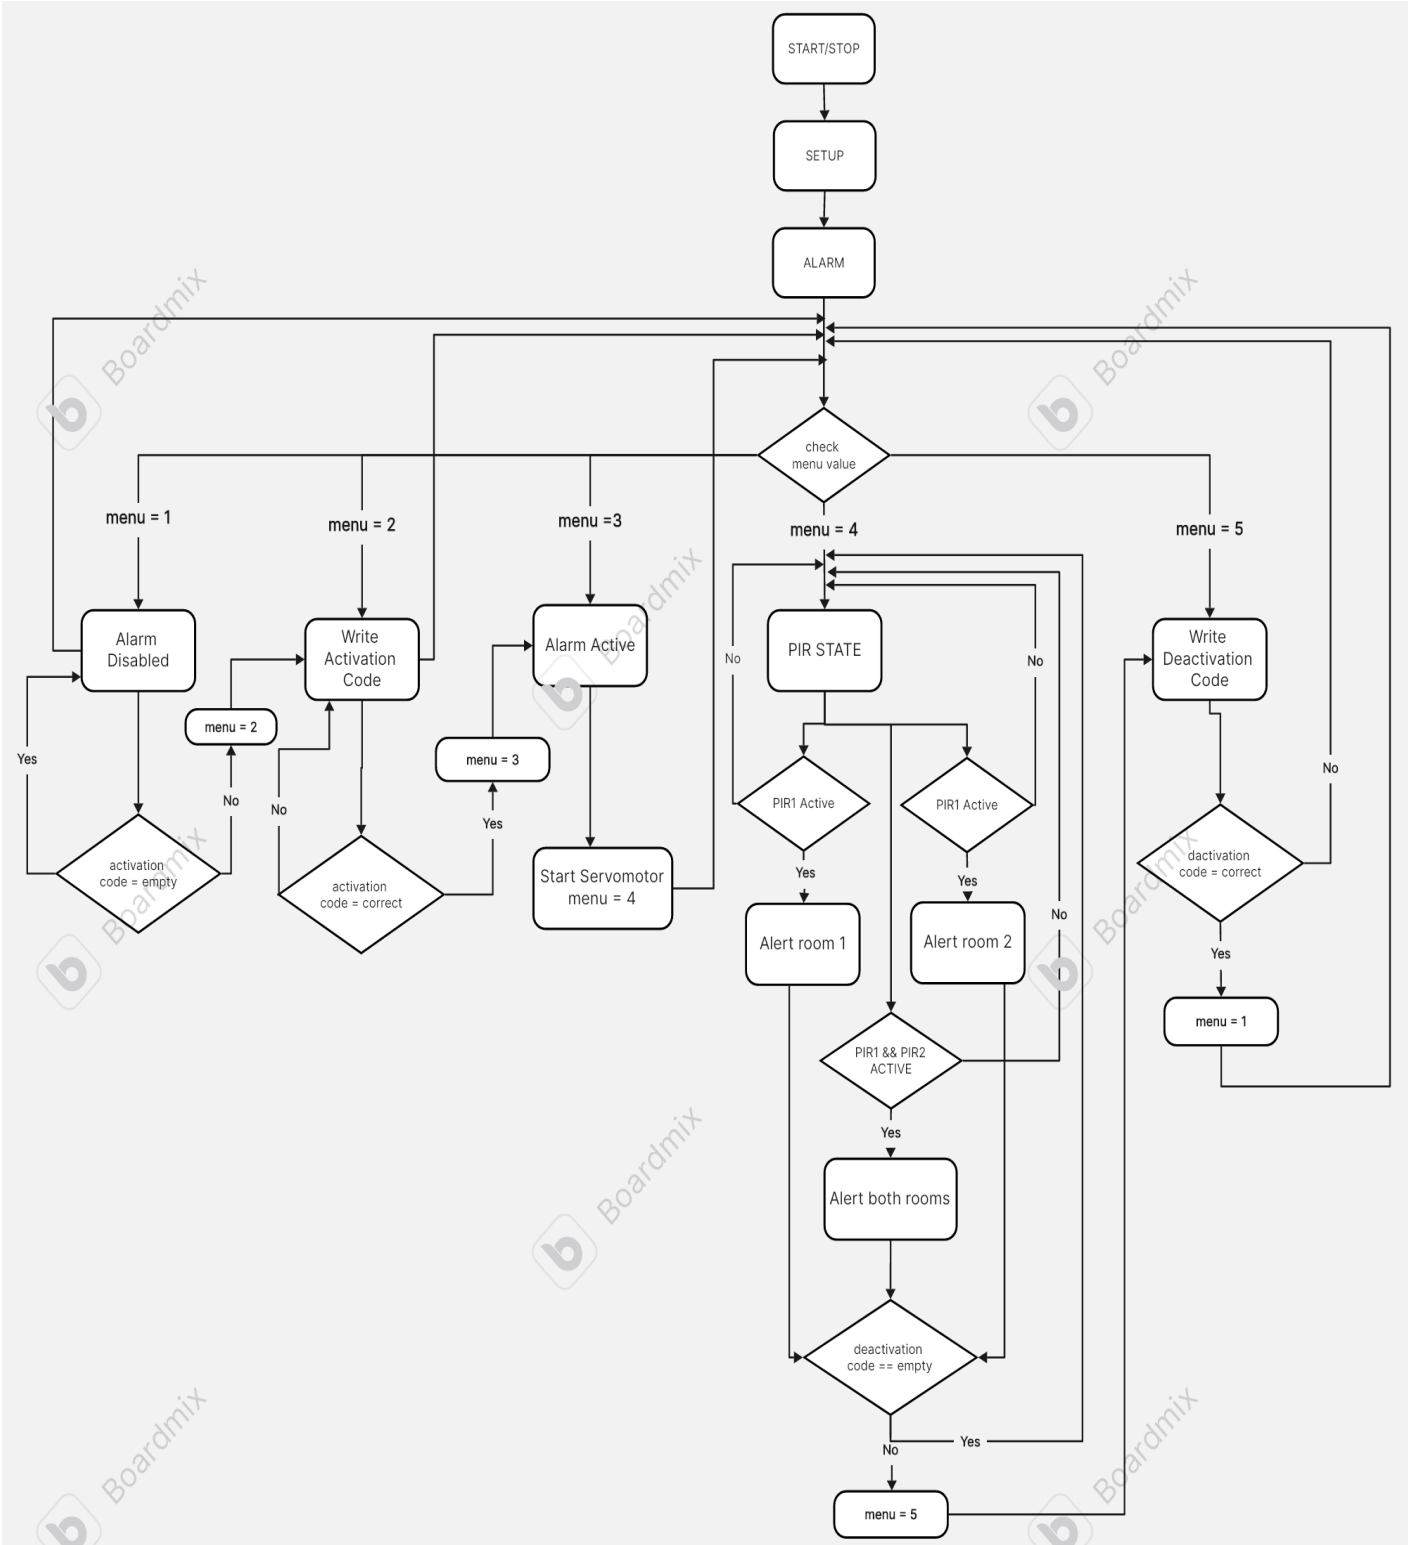 START/STOP
SETUP
ALARM
Boardmix
Boardmix
check
menu value
menu = 1
menu = 2
menu =3
menu = 4
menu = 5
Boardmix
Alarm
Disabled
Write
Activation
Code
Alarm Active
PIR STATE
Write
Deactivation
Code
No
No
menu = 2
menu = 3
Yes
No
No
Yes
No
PIR1 Active
PIR1 Active
activation
code = empty
activation
code = correct
Start Servomotor
menu = 4
Yes
Yes
dactivation
code = correct
Boardmix
Boardmix
No
Alert room 1
Alert room 2
Yes
menu = 1
PIR1 && PIR2
ACTIVE
Yes
Boardmix
Alert both rooms
deactivation
code == empty
Yes
No
Boardmix
Boardmix
menu = 5